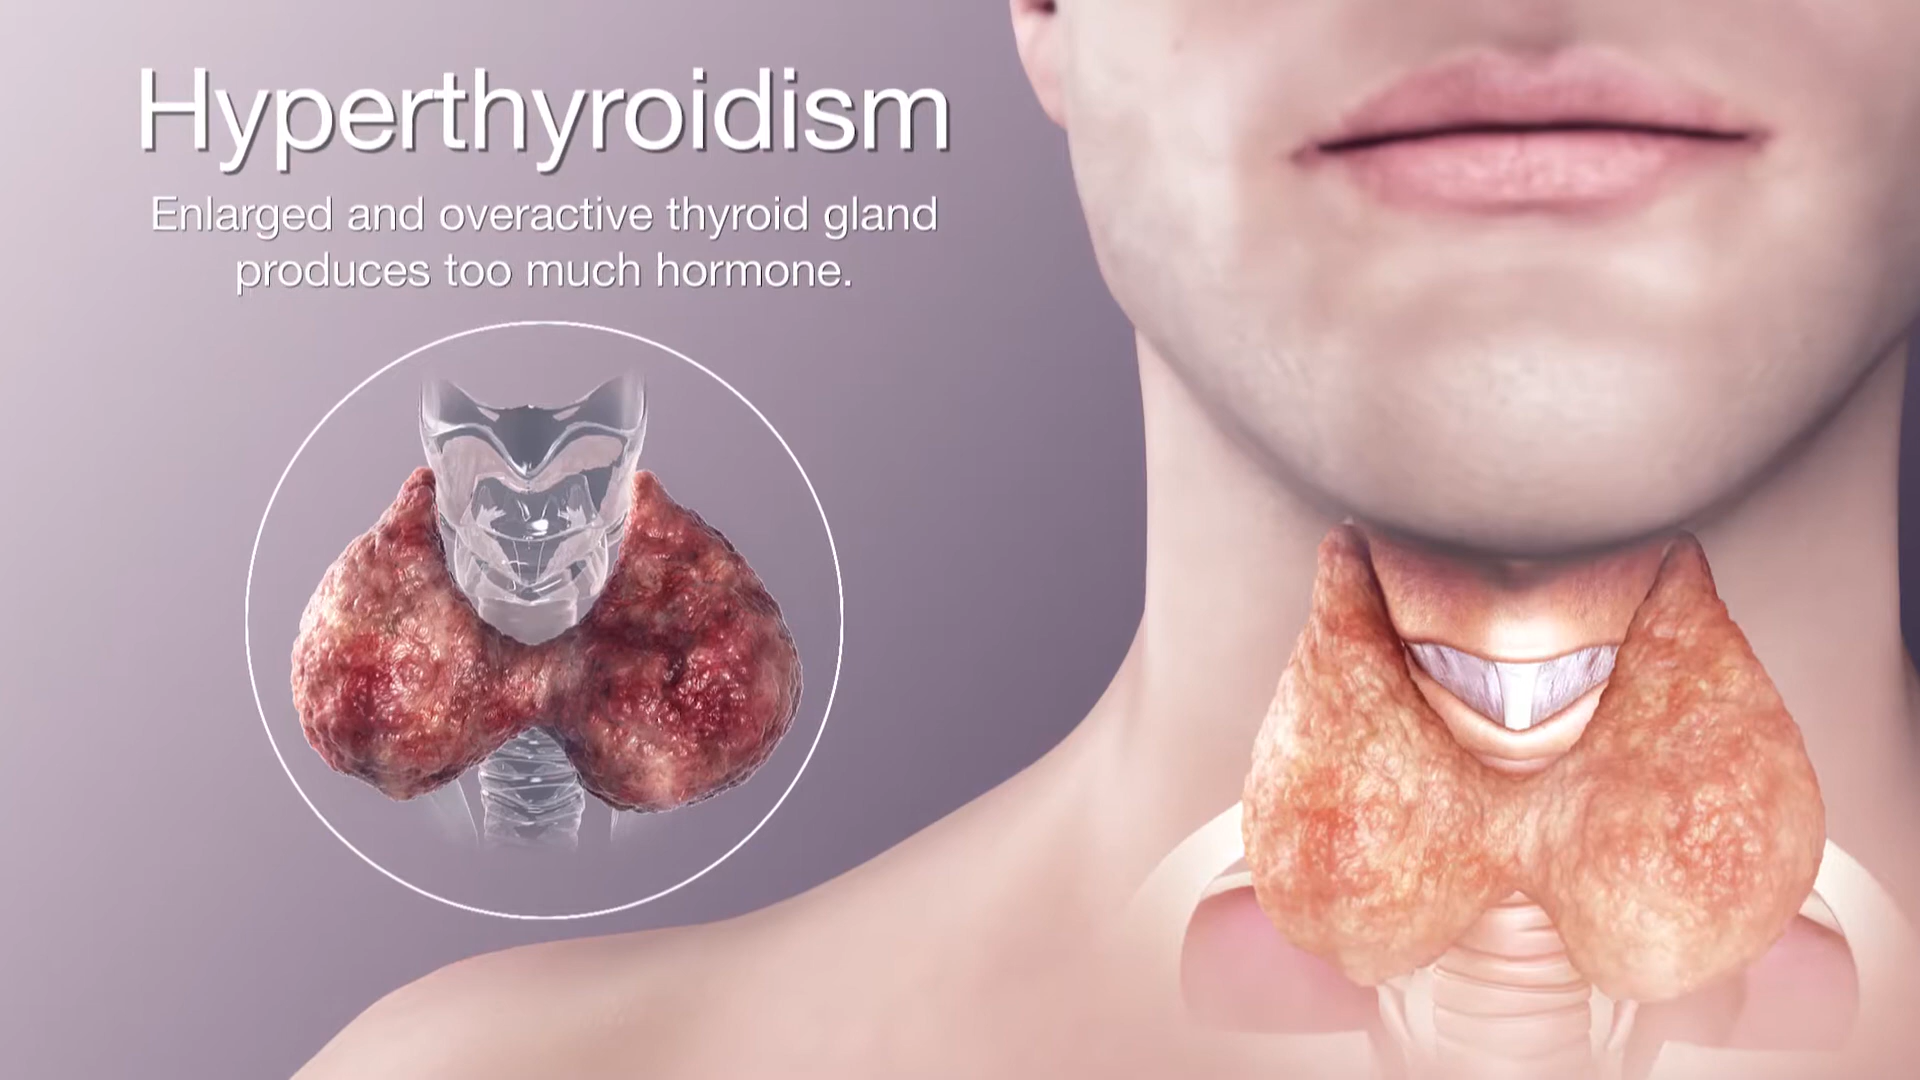 Hyperthyroidism
Enlarged and overactive thyroid gland
produces too much hormone.